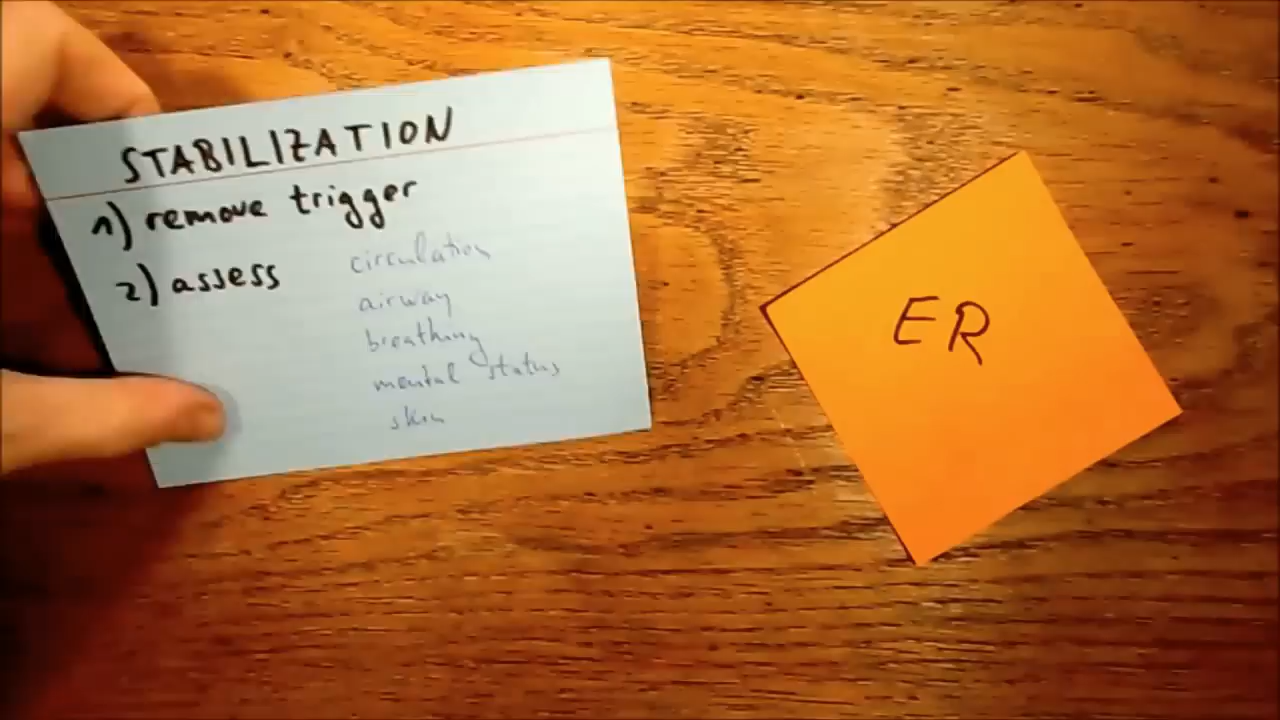 STABILIZATION
1) remove trigger
2) assess
circulation
airway
breathing
mental status
skin
ER